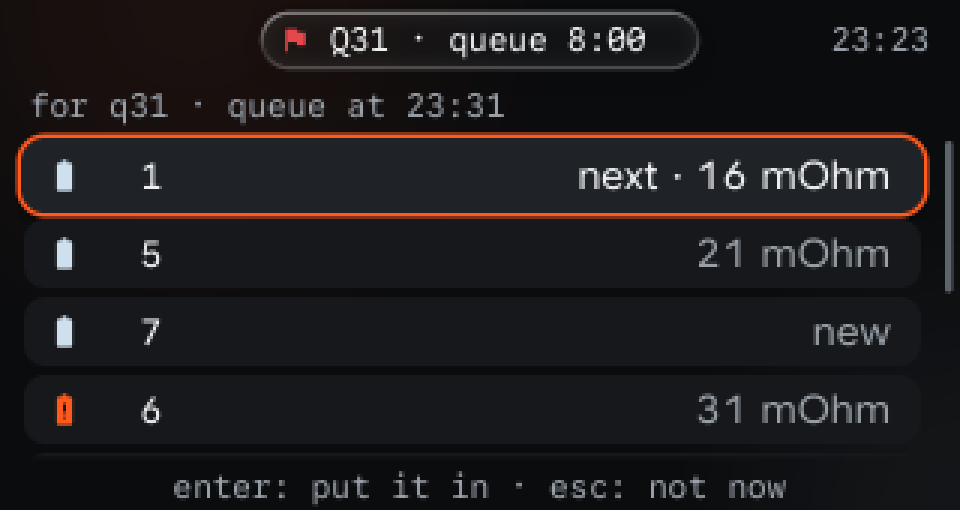 Q31 · queue 8:00
23:23
for q31 · queue at 23:31
1 next · 16 mOhm
5 21 mOhm
7 new
6 31 mOhm
enter: put it in · esc: not now